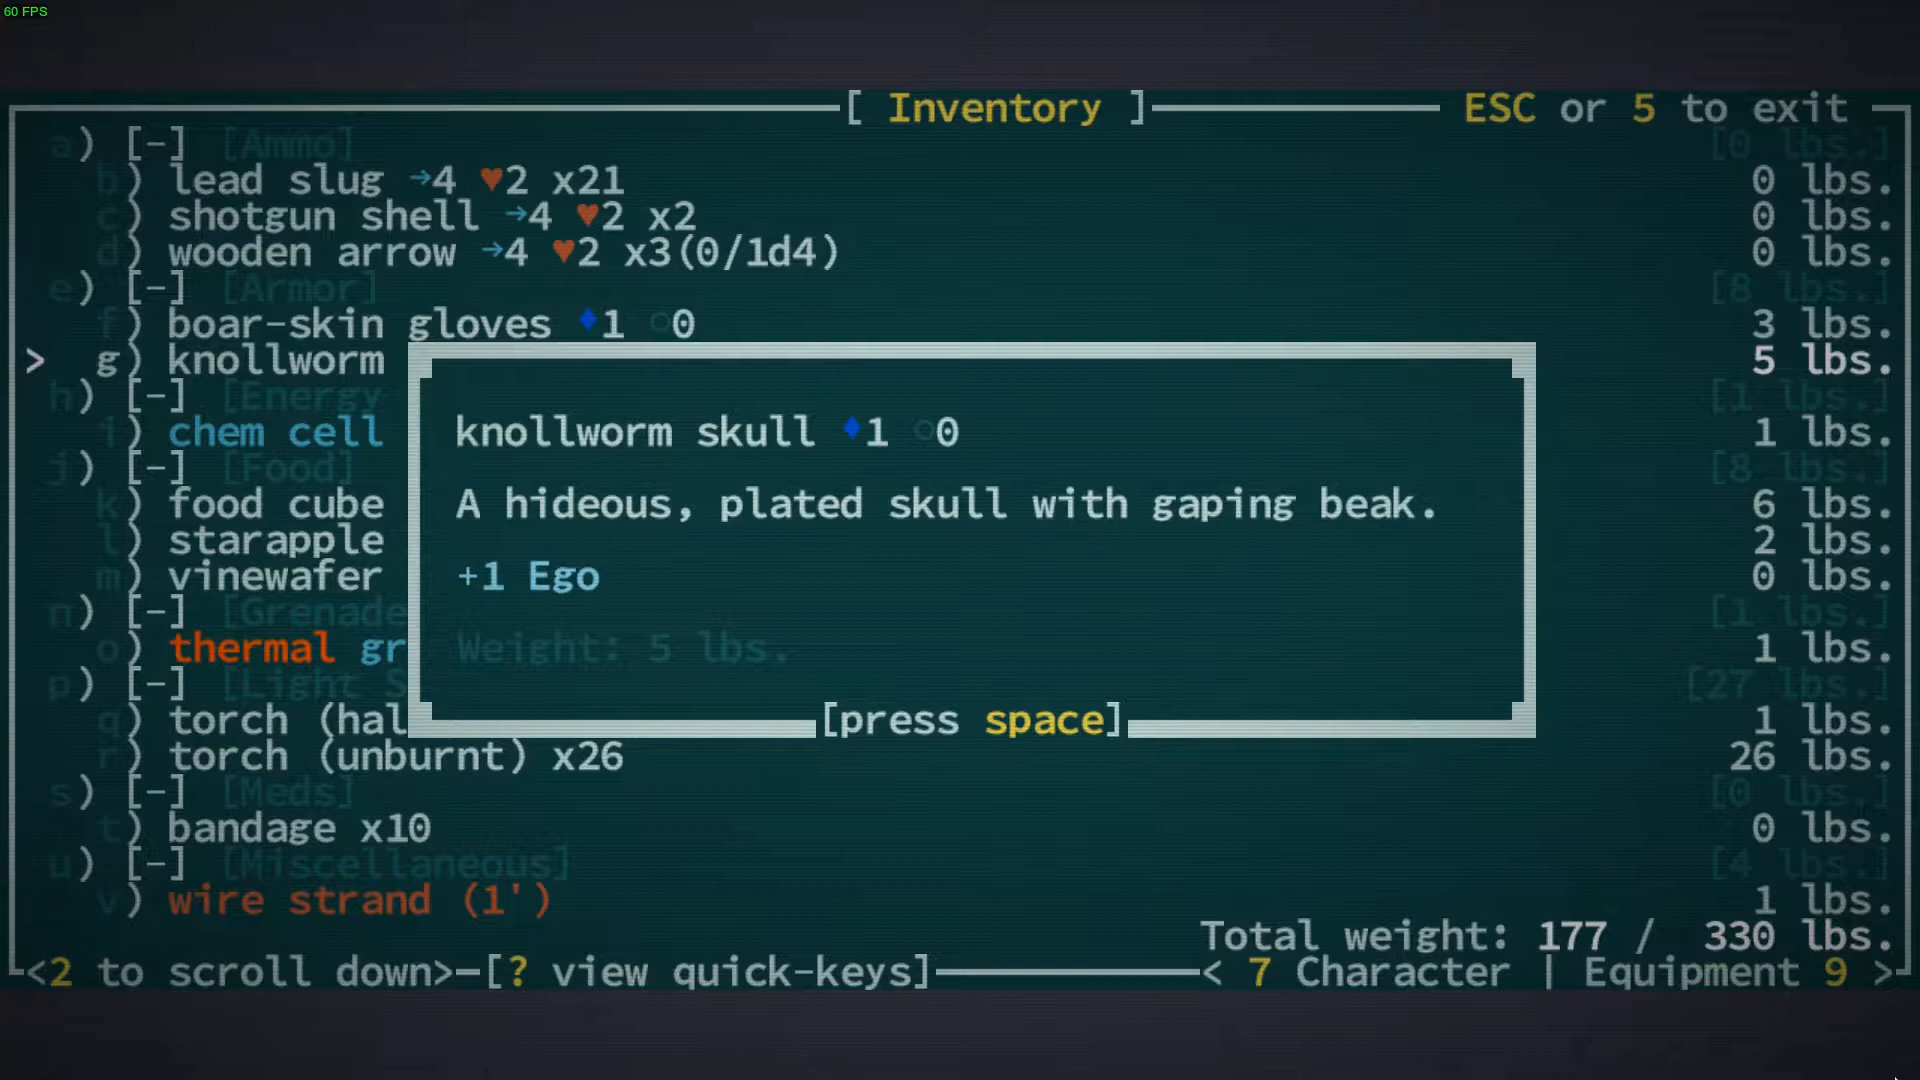 60 FPS
[ Inventory ] ESC or 5 to exit
a) [-] [Ammo] [0 lbs.]
b) lead slug →4 ♥2 x21 0 lbs.
c) shotgun shell →4 ♥2 x2 0 lbs.
d) wooden arrow →4 ♥2 x3(0/1d4) 0 lbs.
e) [-] [Armor] [8 lbs.]
f) boar-skin gloves ♦1 ○0 3 lbs.
> g) knollworm 5 lbs.
h) [-] [Energy [1 lbs.]
i) chem cell 1 lbs.
j) [-] [Food] [8 lbs.]
k) food cube 6 lbs.
l) starapple 2 lbs.
m) vinewafer 0 lbs.
n) [-] [Grenade [1 lbs.]
o) thermal gr 1 lbs.
p) [-] [Light S [27 lbs.]
q) torch (hal 1 lbs.
r) torch (unburnt) x26 26 lbs.
s) [-] [Meds] [0 lbs.]
t) bandage x10 0 lbs.
u) [-] [Miscellaneous] [4 lbs.]
v) wire strand (1') 1 lbs.
knollworm skull ♦1 ○0
A hideous, plated skull with gaping beak.
+1 Ego
Weight: 5 lbs.
[press space]
Total weight: 177 / 330 lbs.
<2 to scroll down> [? view quick-keys] < 7 Character | Equipment 9 >